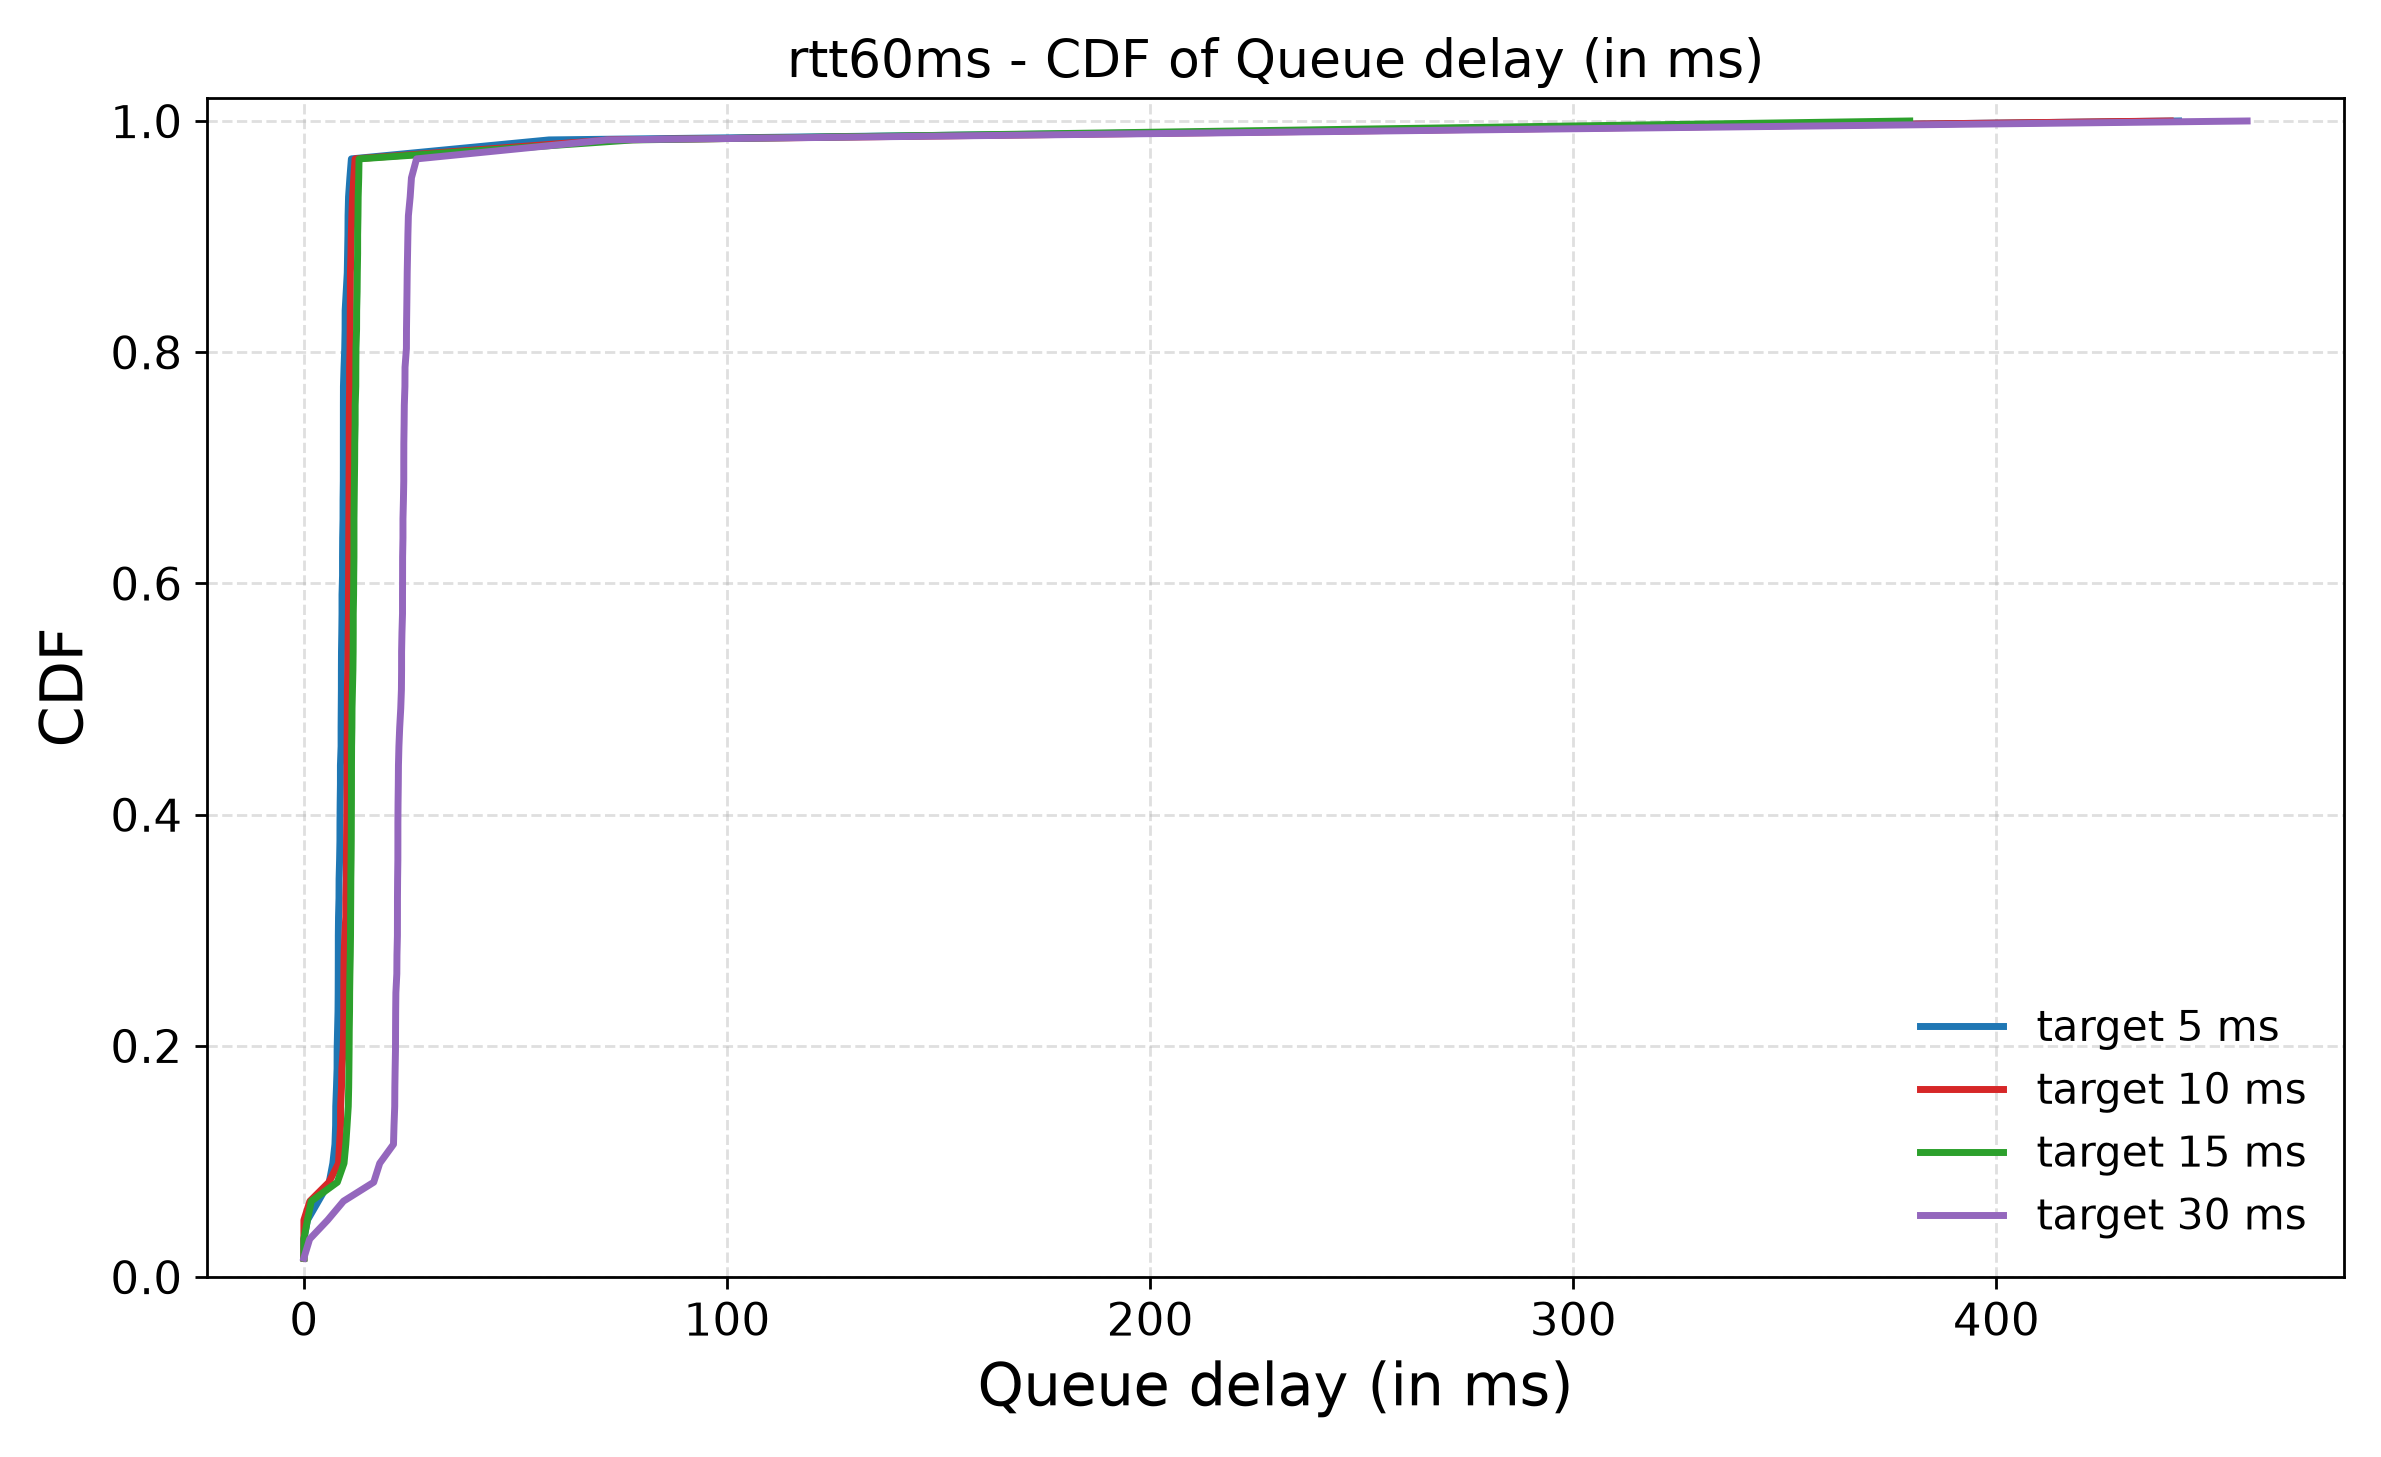 rtt60ms - CDF of Queue delay (in ms)
1.0
0.8
0.6
0.4
0.2
0.0
CDF
0 100 200 300 400
Queue delay (in ms)
target 5 ms
target 10 ms
target 15 ms
target 30 ms